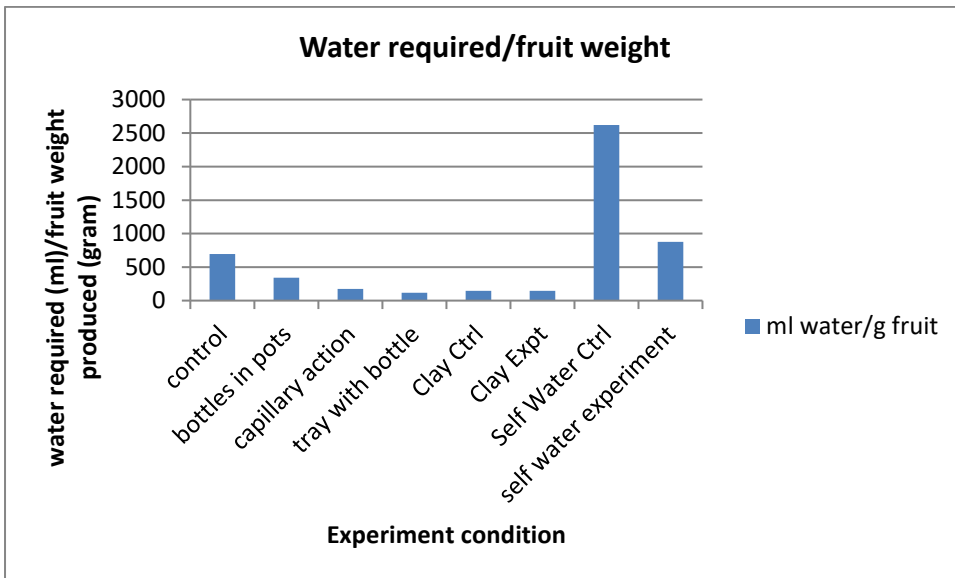 Water required/fruit weight
water required (ml)/fruit weight
produced (gram)
3000
2500
2000
1500
1000
500
0
control
bottles in pots
capillary action
tray with bottle
Clay Ctrl
Clay Expt
Self Water Ctrl
self water experiment
ml water/g fruit
Experiment condition